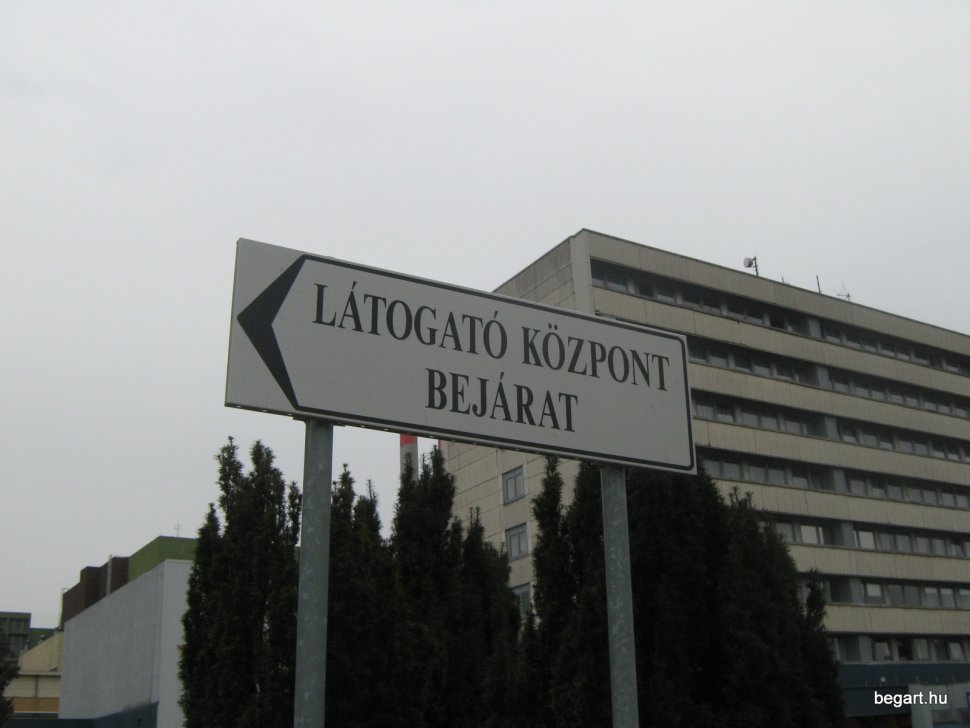 LÁTOGATÓ KÖZPONT
BEJÁRAT
begart.hu